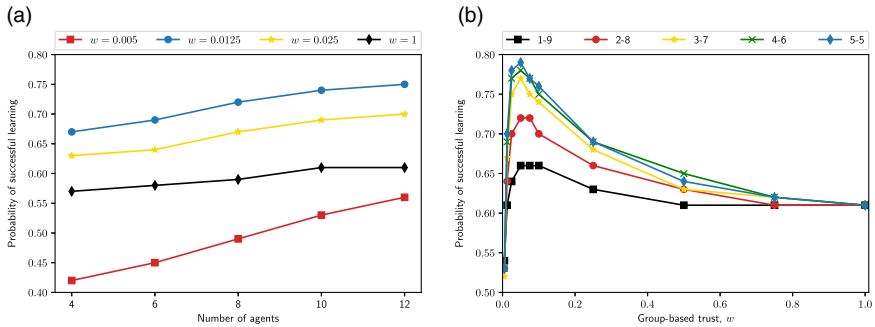 (a)
w = 0.005 w = 0.0125 w = 0.025 w = 1
0.80
0.75
0.70
0.65
0.60
0.55
0.50
0.45
0.40
Probability of successful learning
4 6 8 10 12
Number of agents
(b)
1-9 2-8 3-7 4-6 5-5
0.80
0.75
0.70
0.65
0.60
0.55
0.50
Probability of successful learning
0.0 0.2 0.4 0.6 0.8 1.0
Group-based trust, w